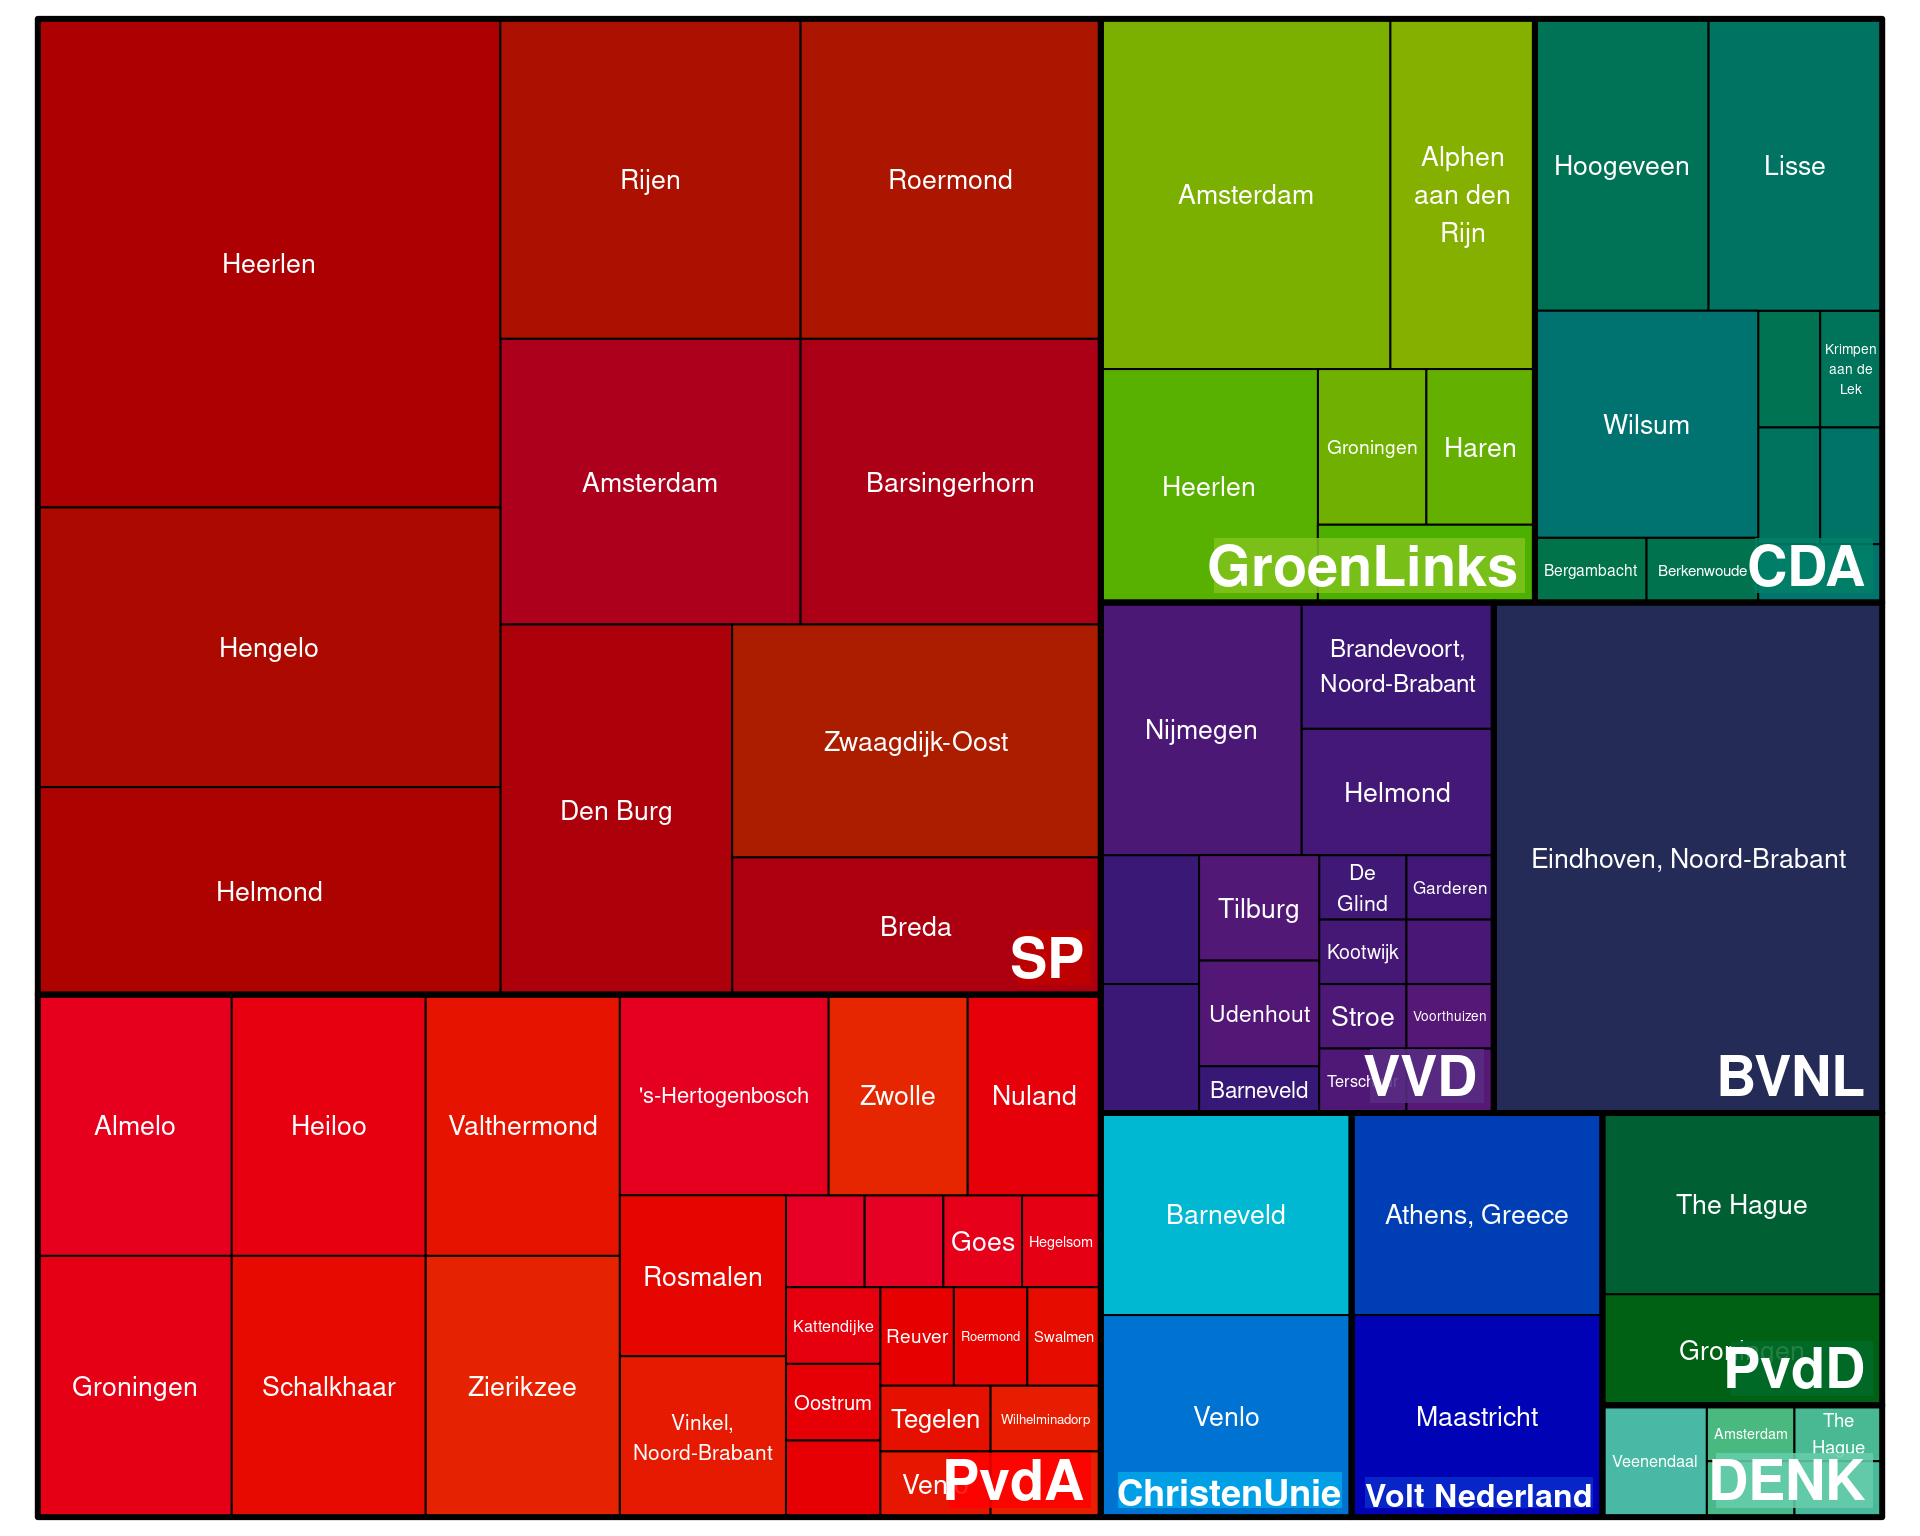 Heerlen
Rijen
Roermond
Hengelo
Amsterdam
Barsingerhorn
Helmond
Den Burg
Zwaagdijk-Oost
Breda
SP
Amsterdam
Alphen
aan den
Rijn
Heerlen
Groningen
Haren
GroenLinks
Hoogeveen
Lisse
Wilsum
Krimpen
aan de
Lek
Bergambacht
Berkenwoude
CDA
Nijmegen
Brandevoort,
Noord-Brabant
Helmond
Tilburg
De
Glind
Garderen
Kootwijk
Udenhout
Stroe
Voorthuizen
Barneveld
VVD
Eindhoven, Noord-Brabant
BVNL
Almelo
Heiloo
Valthermond
's-Hertogenbosch
Zwolle
Nuland
Groningen
Schalkhaar
Zierikzee
Rosmalen
Goes
Hegelsom
Vinkel,
Noord-Brabant
Kattendijke
Reuver
Roermond
Swalmen
Oostrum
Tegelen
Wilhelminadorp
PvdA
Barneveld
Venlo
ChristenUnie
Athens, Greece
Maastricht
Volt Nederland
The Hague
Groningen
PvdD
Veenendaal
Amsterdam
The
Hague
DENK